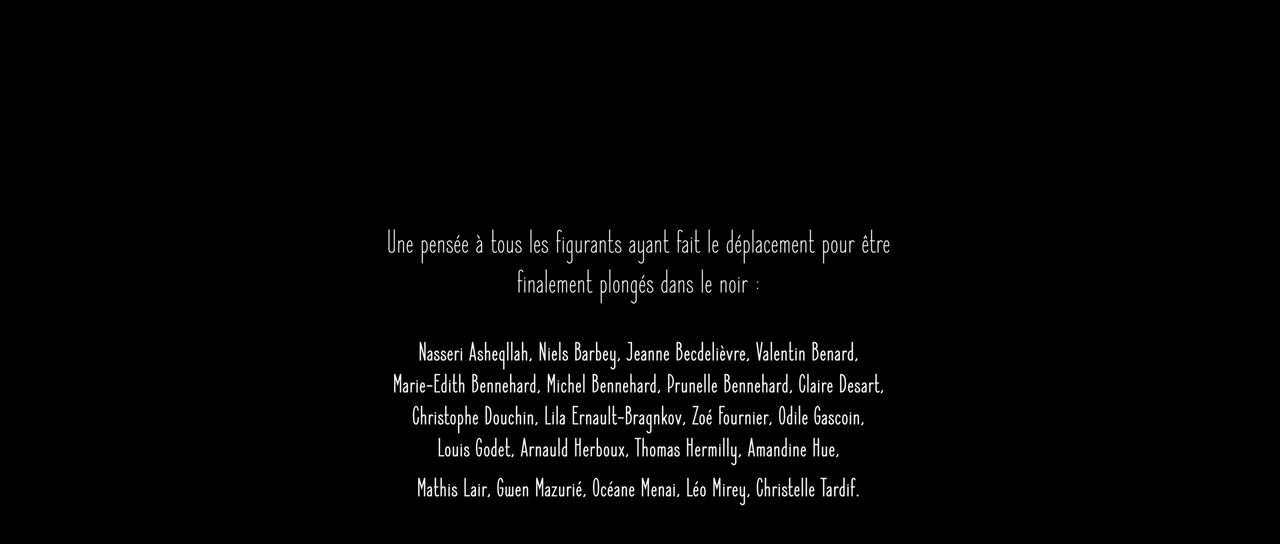 Une pensée à tous les figurants ayant fait le déplacement pour être
finalement plongés dans le noir :
Nasseri Asheqllah, Niels Barbey, Jeanne Becdelièvre, Valentin Benard,
Marie-Edith Bennehard, Michel Bennehard, Prunelle Bennehard, Claire Desart,
Christophe Douchin, Lila Ernault-Bragnkov, Zoé Fournier, Odile Gascoin,
Louis Godet, Arnauld Herboux, Thomas Hermilly, Amandine Hue,
Mathis Lair, Gwen Mazurié, Océane Menai, Léo Mirey, Christelle Tardif.